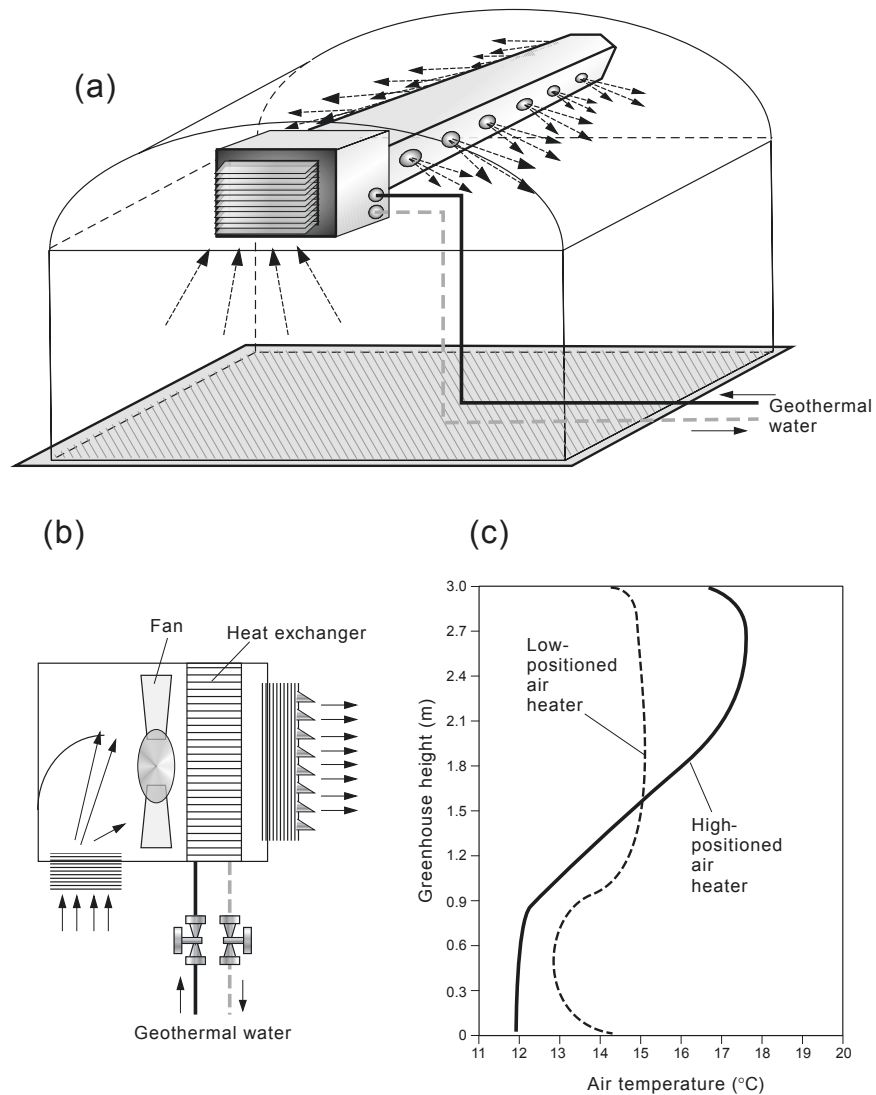 (a)
Geothermal
water
(b)
Fan
Heat exchanger
Geothermal water
(c)
Greenhouse height (m)
3.0
2.7
2.4
2.1
1.8
1.5
1.2
0.9
0.6
0.3
0
Low-
positioned
air
heater
High-
positioned
air
heater
11 12 13 14 15 16 17 18 19 20
Air temperature (°C)